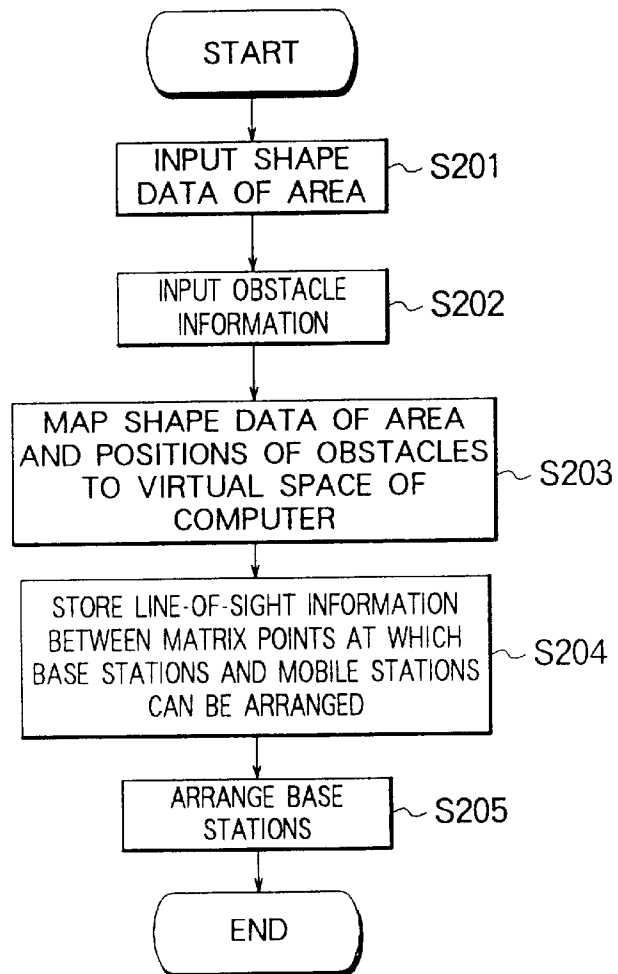 START
INPUT SHAPE
DATA OF AREA
S201
INPUT OBSTACLE
INFORMATION
S202
MAP SHAPE DATA OF AREA
AND POSITIONS OF OBSTACLES
TO VIRTUAL SPACE OF
COMPUTER
S203
STORE LINE-OF-SIGHT INFORMATION
BETWEEN MATRIX POINTS AT WHICH
BASE STATIONS AND MOBILE STATIONS
CAN BE ARRANGED
S204
ARRANGE BASE
STATIONS
S205
END